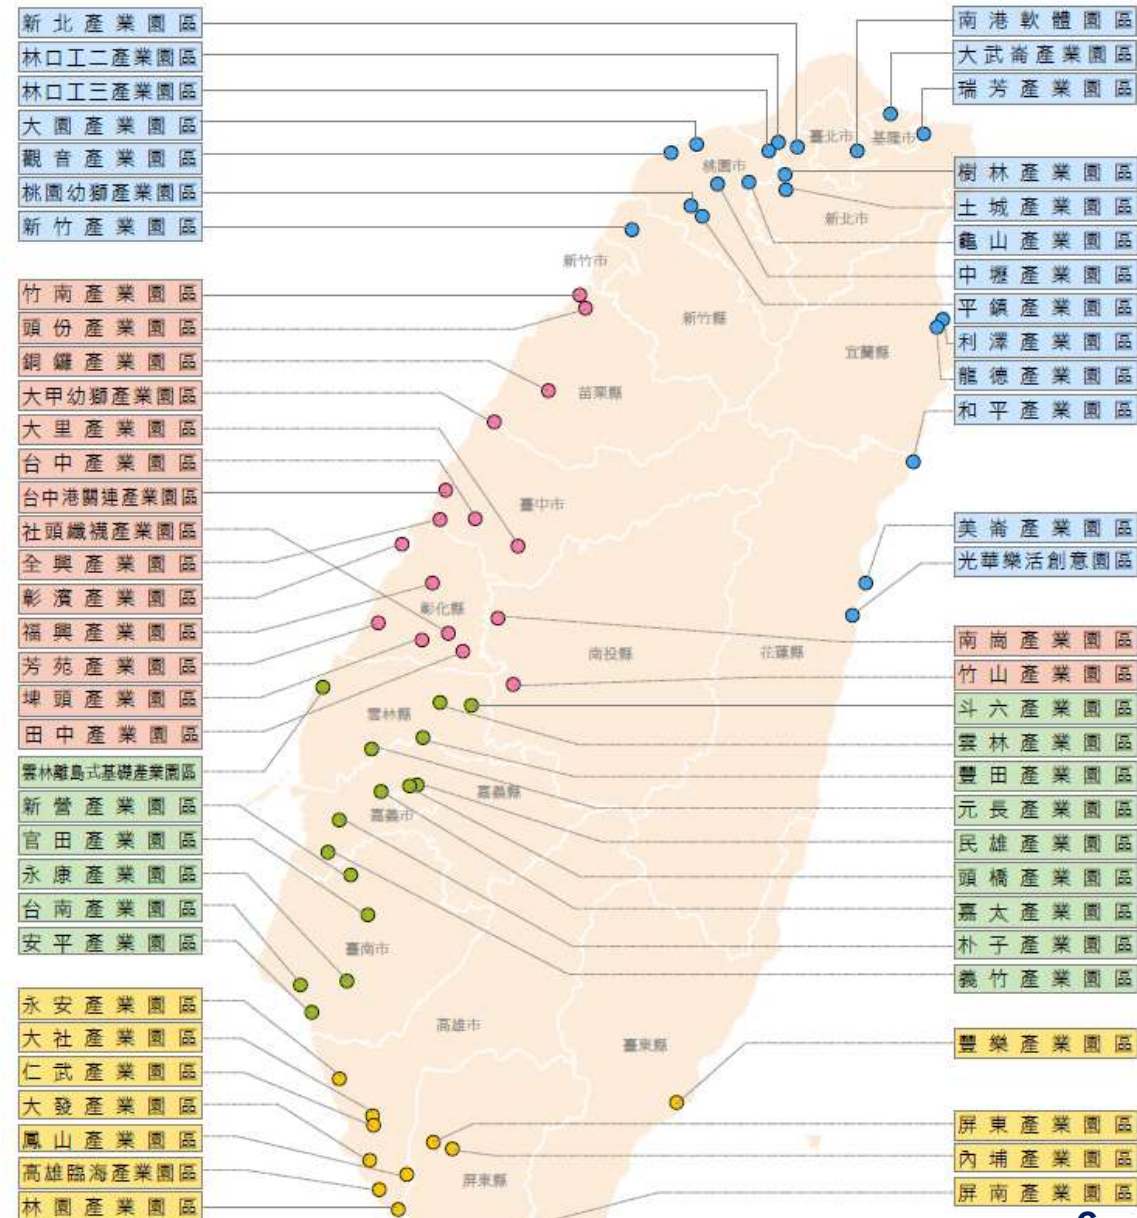 新北產業園區
林口工二產業園區
林口工三產業園區
大園產業園區
觀音產業園區
桃園幼獅產業園區
新竹產業園區
竹南產業園區
頭份產業園區
銅鑼產業園區
大甲幼獅產業園區
大里產業園區
台中產業園區
台中港關連產業園區
社頭織襪產業園區
全興產業園區
彰濱產業園區
福興產業園區
芳苑產業園區
埤頭產業園區
田中產業園區
雲林離島式基礎產業園區
新營產業園區
官田產業園區
永康產業園區
台南產業園區
安平產業園區
永安產業園區
大社產業園區
仁武產業園區
大發產業園區
鳳山產業園區
高雄臨海產業園區
林園產業園區
臺北市
基隆市
桃園市
新北市
新竹市
新竹縣
宜蘭縣
苗栗縣
臺中市
彰化縣
南投縣
花蓮縣
雲林縣
嘉義縣
嘉義市
臺南市
高雄市
臺東縣
屏東縣
南港軟體園區
大武崙產業園區
瑞芳產業園區
樹林產業園區
土城產業園區
龜山產業園區
中壢產業園區
平鎮產業園區
利澤產業園區
龍德產業園區
和平產業園區
美崙產業園區
光華樂活創意園區
南崗產業園區
竹山產業園區
斗六產業園區
雲林產業園區
豐田產業園區
元長產業園區
民雄產業園區
頭橋產業園區
嘉太產業園區
朴子產業園區
義竹產業園區
豐樂產業園區
屏東產業園區
內埔產業園區
屏南產業園區